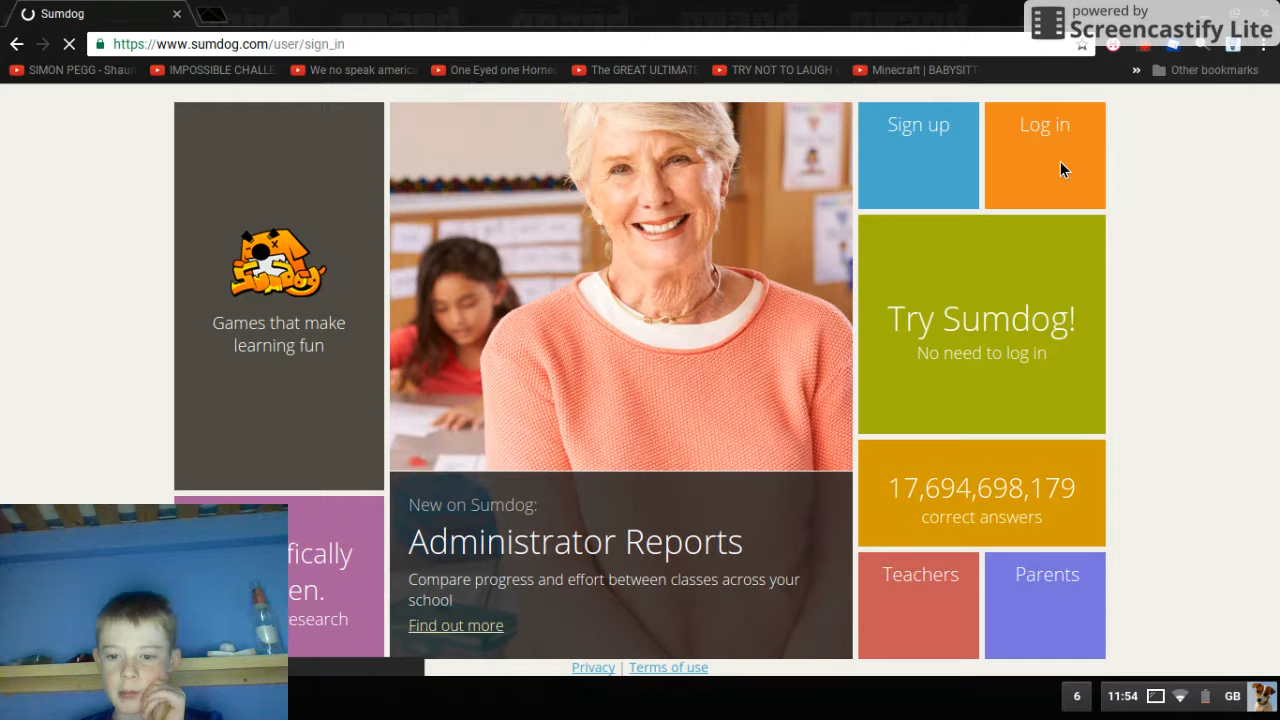 Sumdog
powered by
Screencastify Lite
https://www.sumdog.com/user/sign_in
SIMON PEGG - Shaun
IMPOSSIBLE CHALLE
We no speak america
One Eyed one Horne
The GREAT ULTIMATE
TRY NOT TO LAUGH
Minecraft | BABYSITT
» Other bookmarks
Sign up
Log in
SumDog
Games that make
learning fun
Try Sumdog!
No need to log in
17,694,698,179
correct answers
New on Sumdog:
Administrator Reports
Compare progress and effort between classes across your
school
Find out more
fically
en.
esearch
Teachers
Parents
Privacy | Terms of use
6
11:54
GB